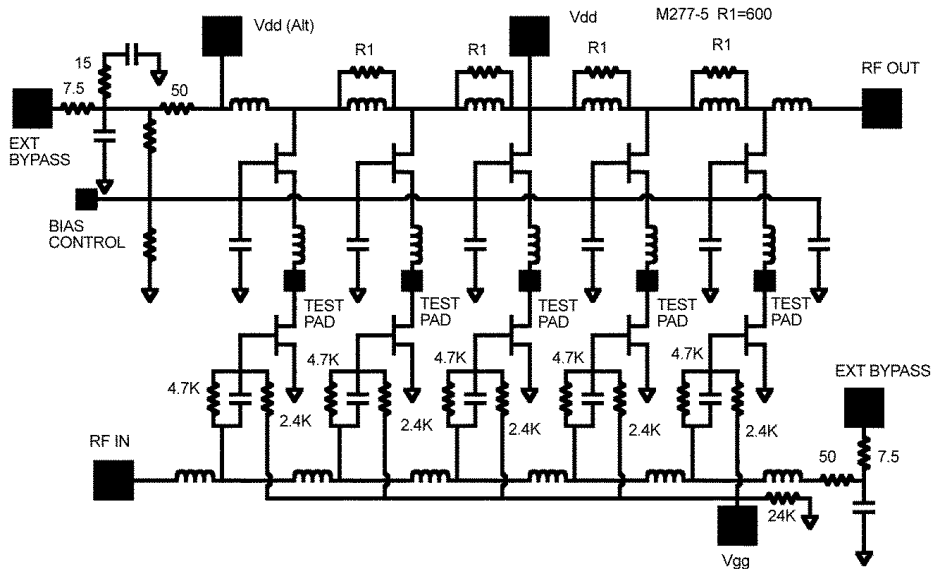 M277-5 R1=600
Vdd (Alt)
Vdd
R1
R1
R1
R1
RF OUT
15
7.5
50
EXT
BYPASS
BIAS
CONTROL
TEST
PAD
TEST
PAD
TEST
PAD
TEST
PAD
TEST
PAD
4.7K
4.7K
4.7K
4.7K
4.7K
2.4K
2.4K
2.4K
2.4K
2.4K
EXT BYPASS
RF IN
50
7.5
24K
Vgg